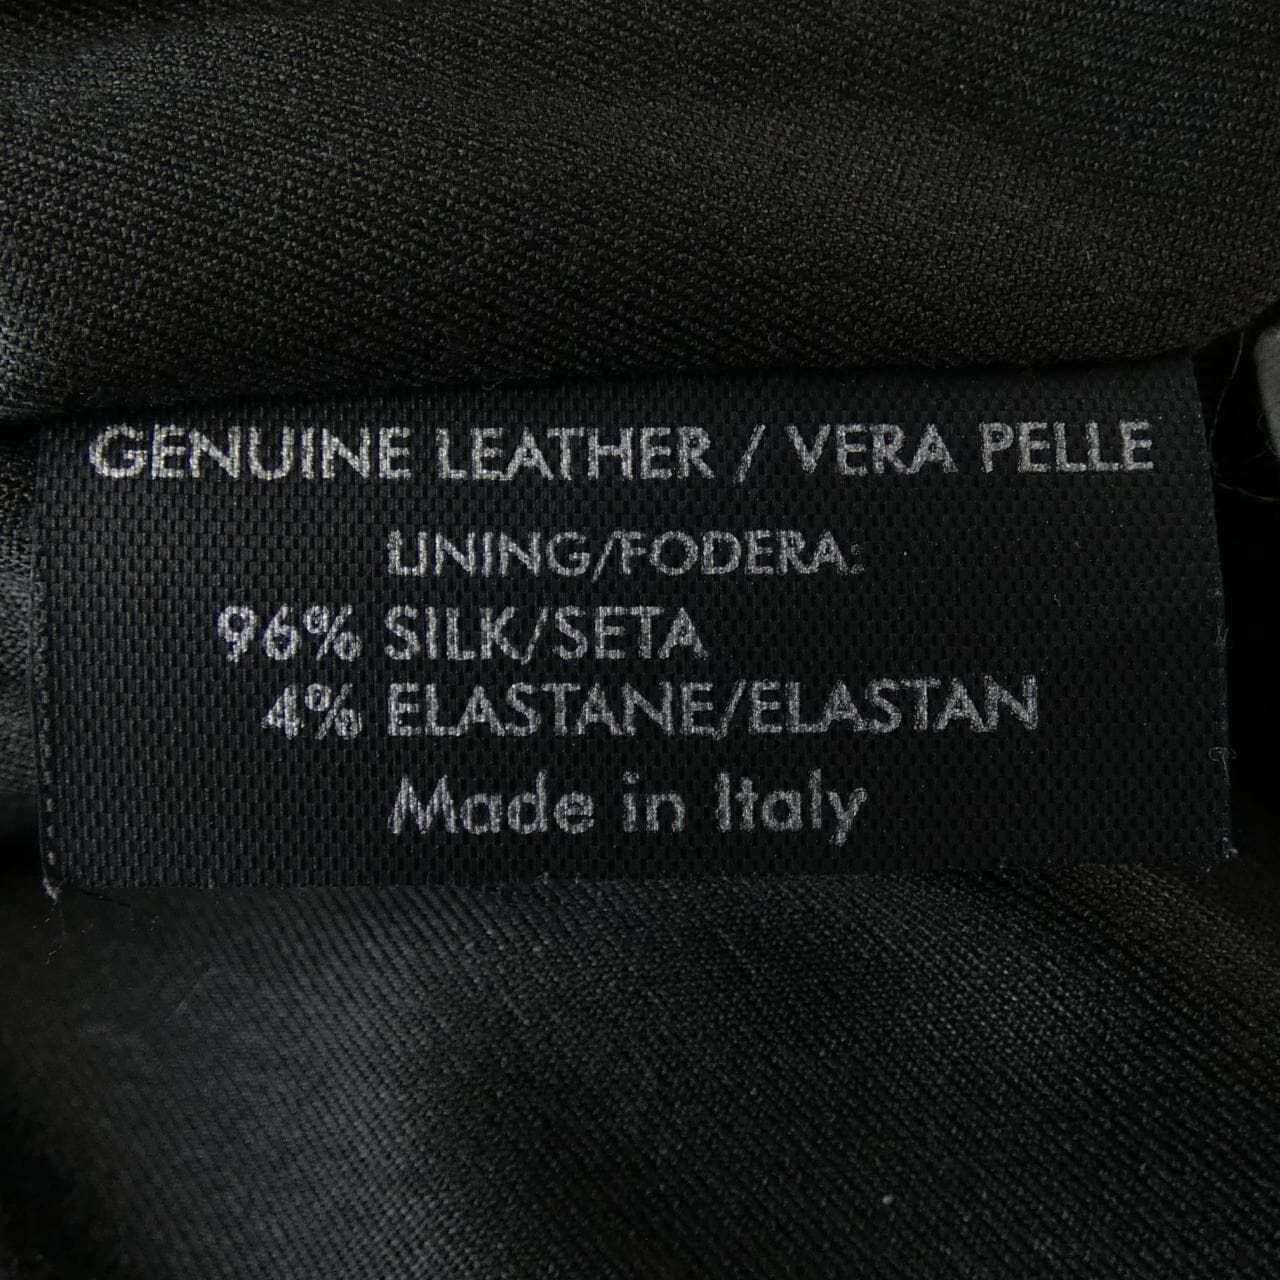 GENUINE LEATHER / VERA PELLE
LINING/FODERA:
96% SILK/SETA
4% ELASTANE/ELASTAN
Made in Italy